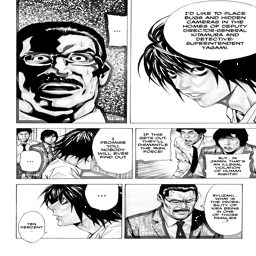 I'D LIKE TO PLACE
BUGS AND HIDDEN
CAMERAS IN THE
HOMES OF DEPUTY
DIRECTOR-GENERAL
KITAMURA AND
DETECTIVE-
SUPERINTENDENT
YAGAMI.
...
BUT... IN
JAPAN, THAT'S
AN ILLEGAL
VIOLATION
OF HUMAN
RIGHTS!
IF THIS
GETS OUT,
THEY'LL
DISMANTLE
THE TASK
FORCE!
I
PROMISE
YOU,
NOBODY
WILL EVER
FIND OUT.
...
RYUZAKI,
WHAT IS
THE PROBA-
BILITY OF
KIRA BEING
IN ONE OF
THOSE
FAMILIES
?
...
TEN
PERCENT...